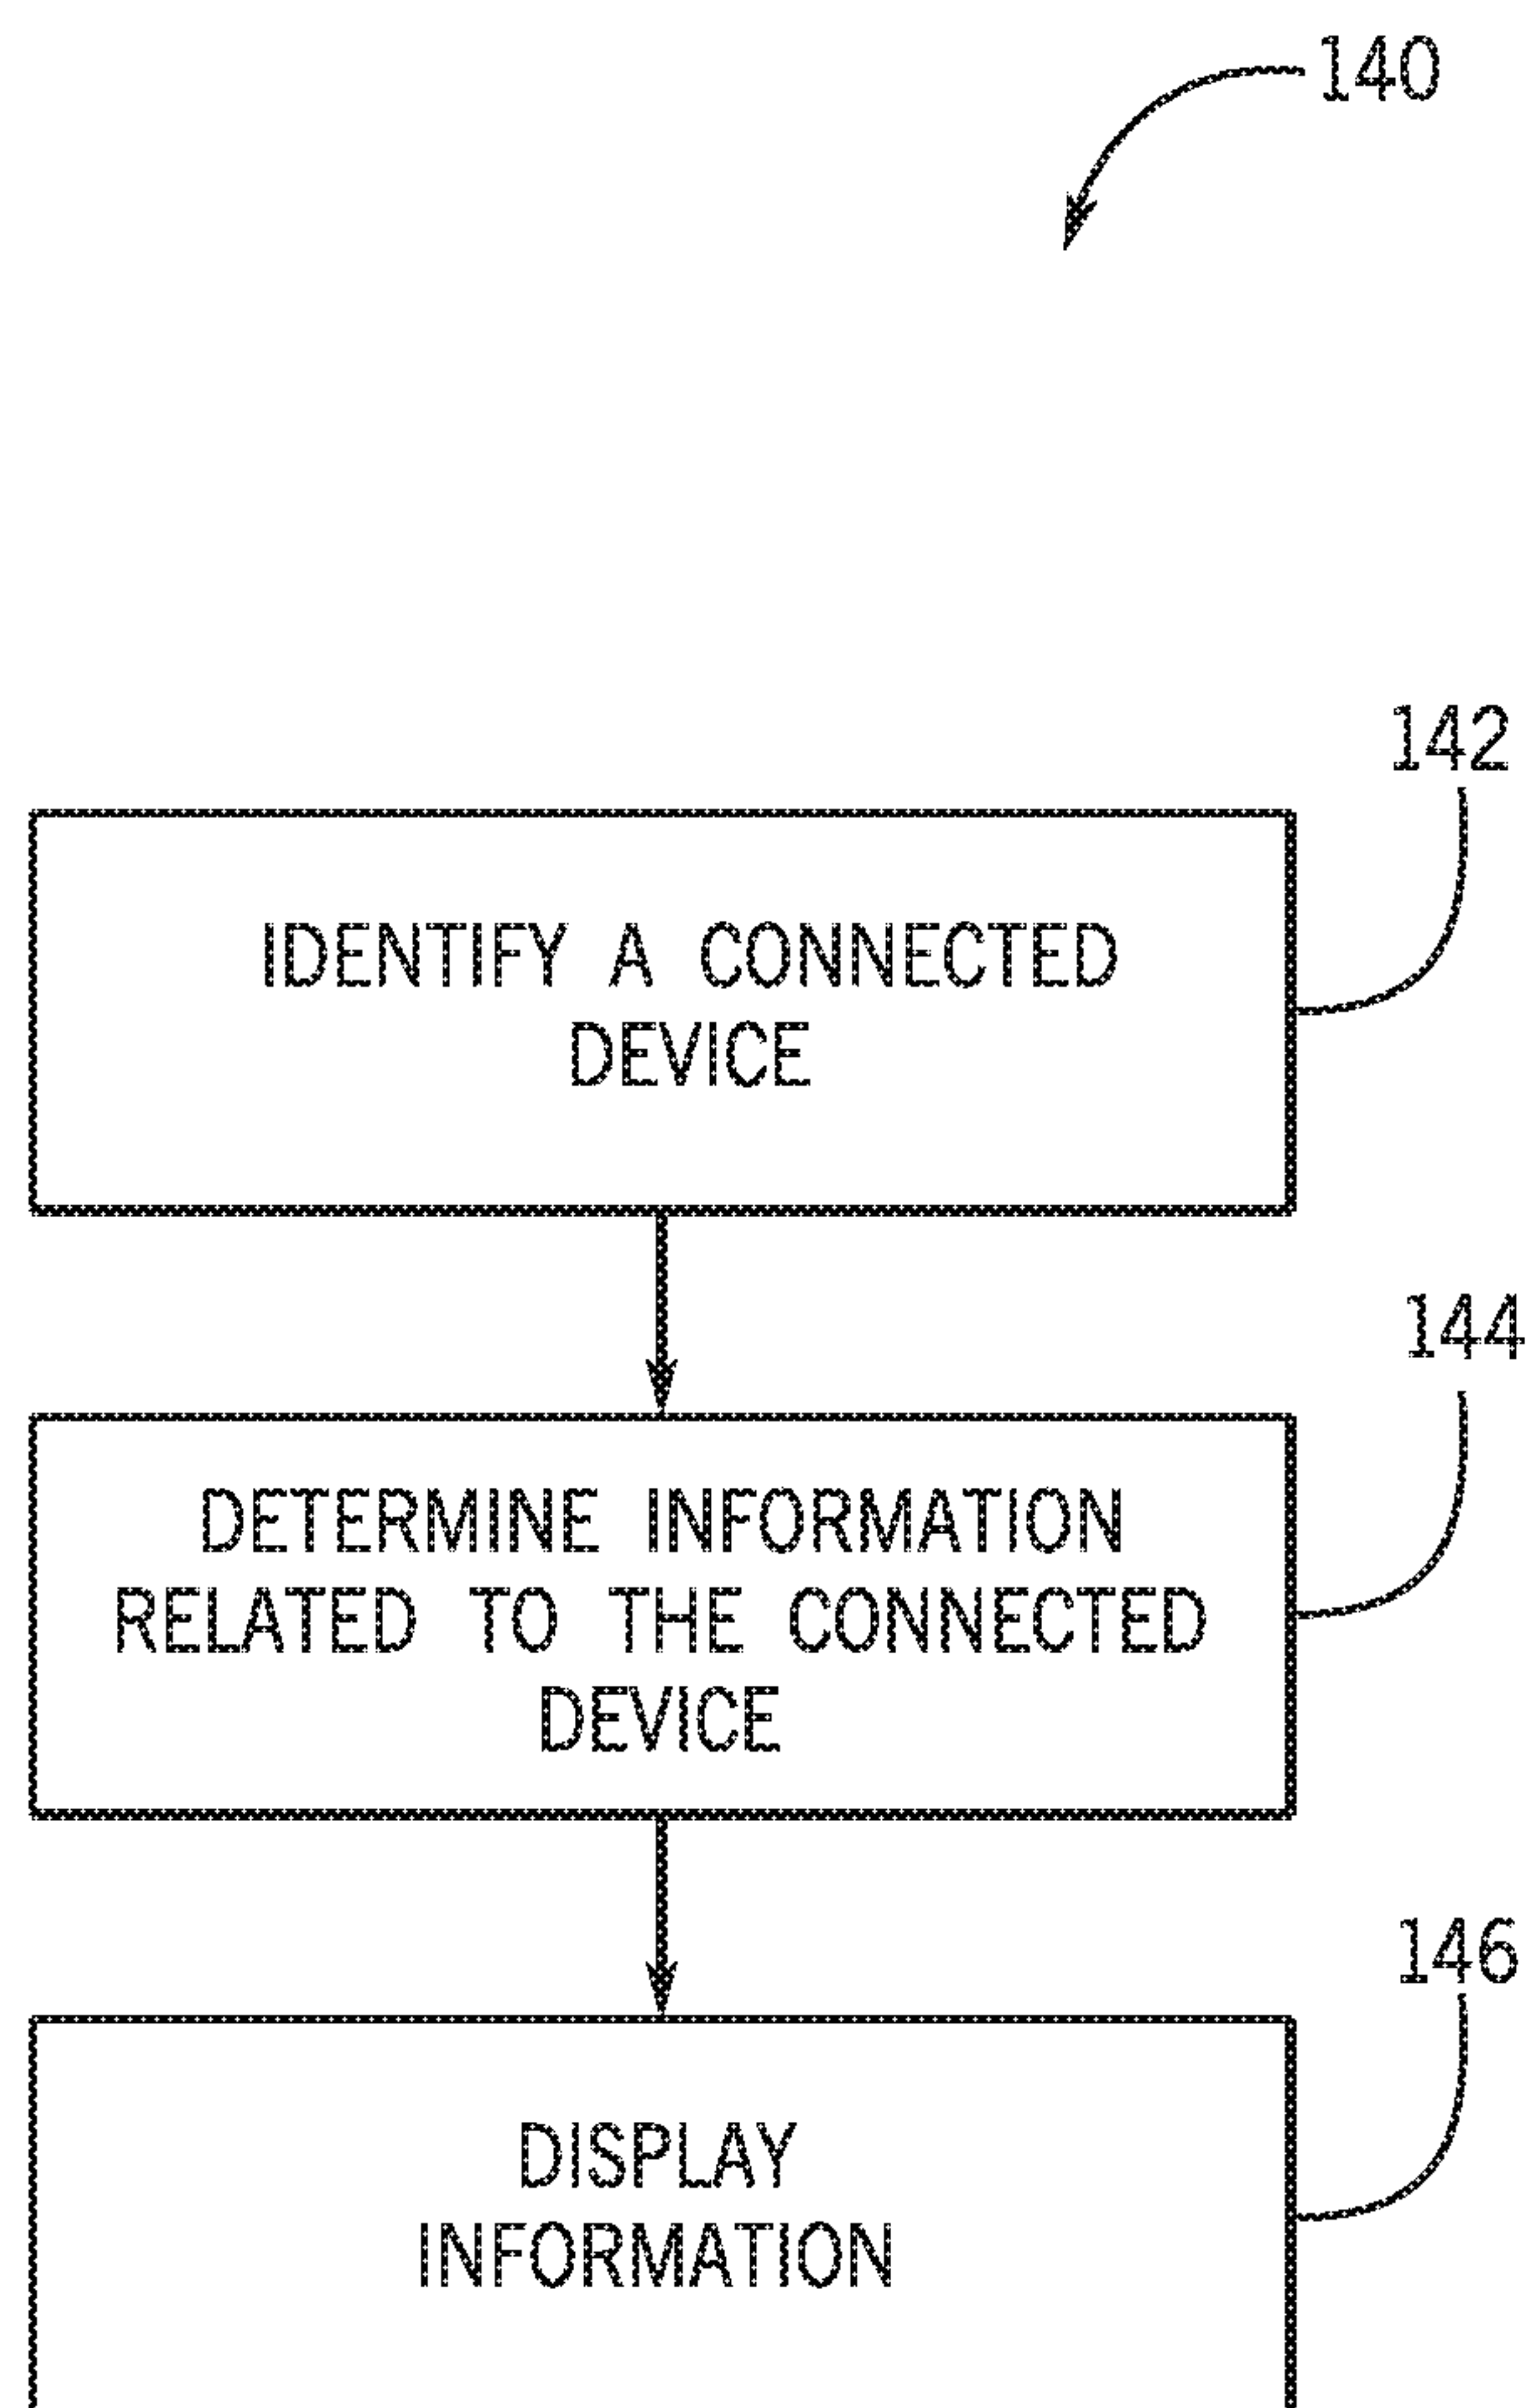 140
142
IDENTIFY A CONNECTED
DEVICE
144
DETERMINE INFORMATION
RELATED TO THE CONNECTED
DEVICE
146
DISPLAY
INFORMATION